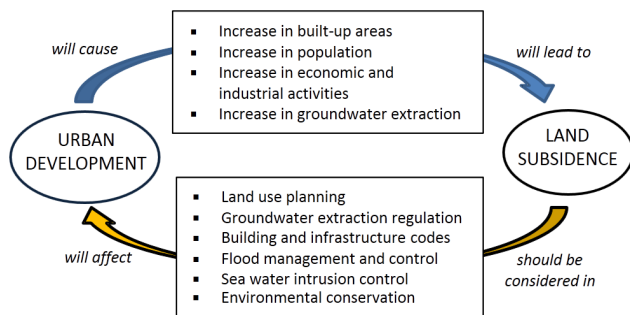 will cause
▪ Increase in built-up areas
▪ Increase in population
▪ Increase in economic and
industrial activities
▪ Increase in groundwater extraction
will lead to
URBAN
DEVELOPMENT
LAND
SUBSIDENCE
▪ Land use planning
▪ Groundwater extraction regulation
▪ Building and infrastructure codes
▪ Flood management and control
▪ Sea water intrusion control
▪ Environmental conservation
will affect
should be
considered in